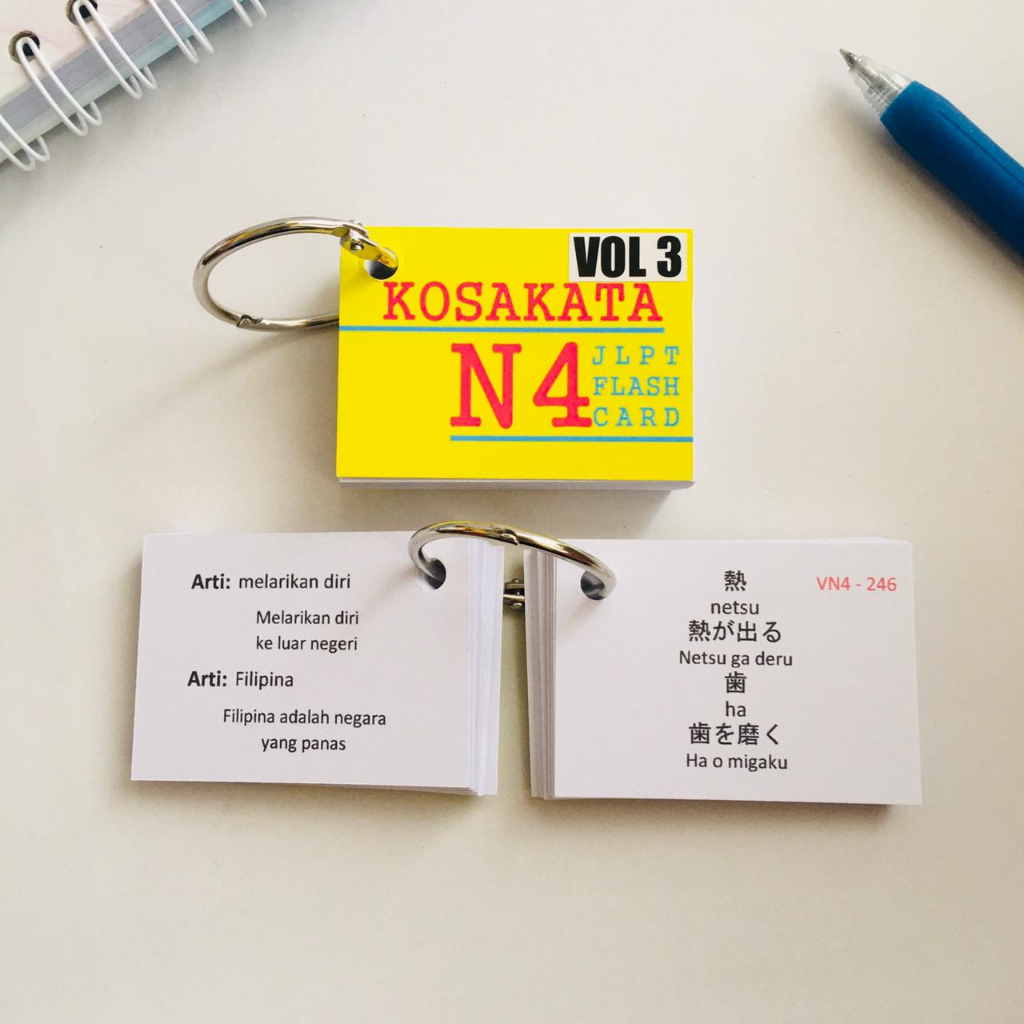 VOL 3
KOSAKATA
N4
JLPT
FLASH
CARD
Arti: melarikan diri
Melarikan diri
ke luar negeri
Arti: Filipina
Filipina adalah negara
yang panas
VN4 - 246
熱
netsu
熱が出る
Netsu ga deru
歯
ha
歯を磨く
Ha o migaku